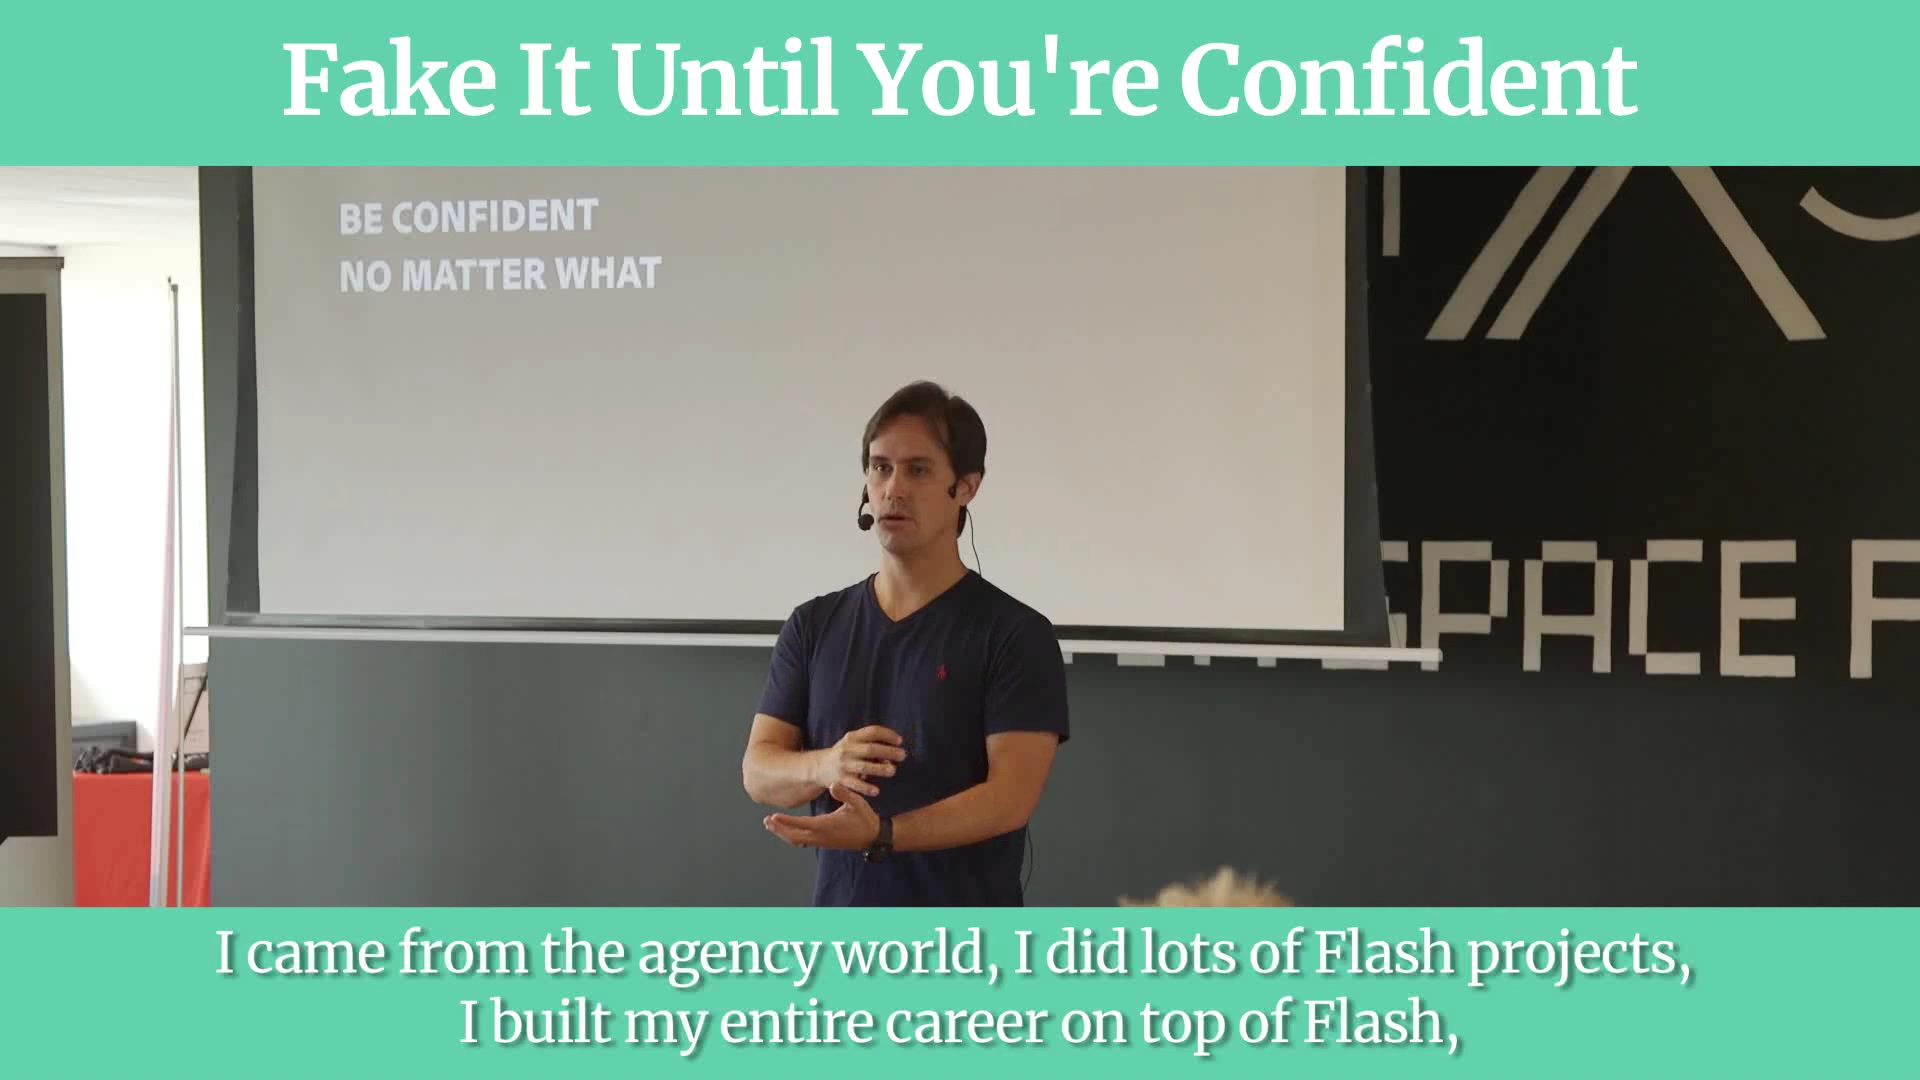 Fake It Until You're Confident
BE CONFIDENT
NO MATTER WHAT
SPACE
I came from the agency world, I did lots of Flash projects,
I built my entire career on top of Flash,